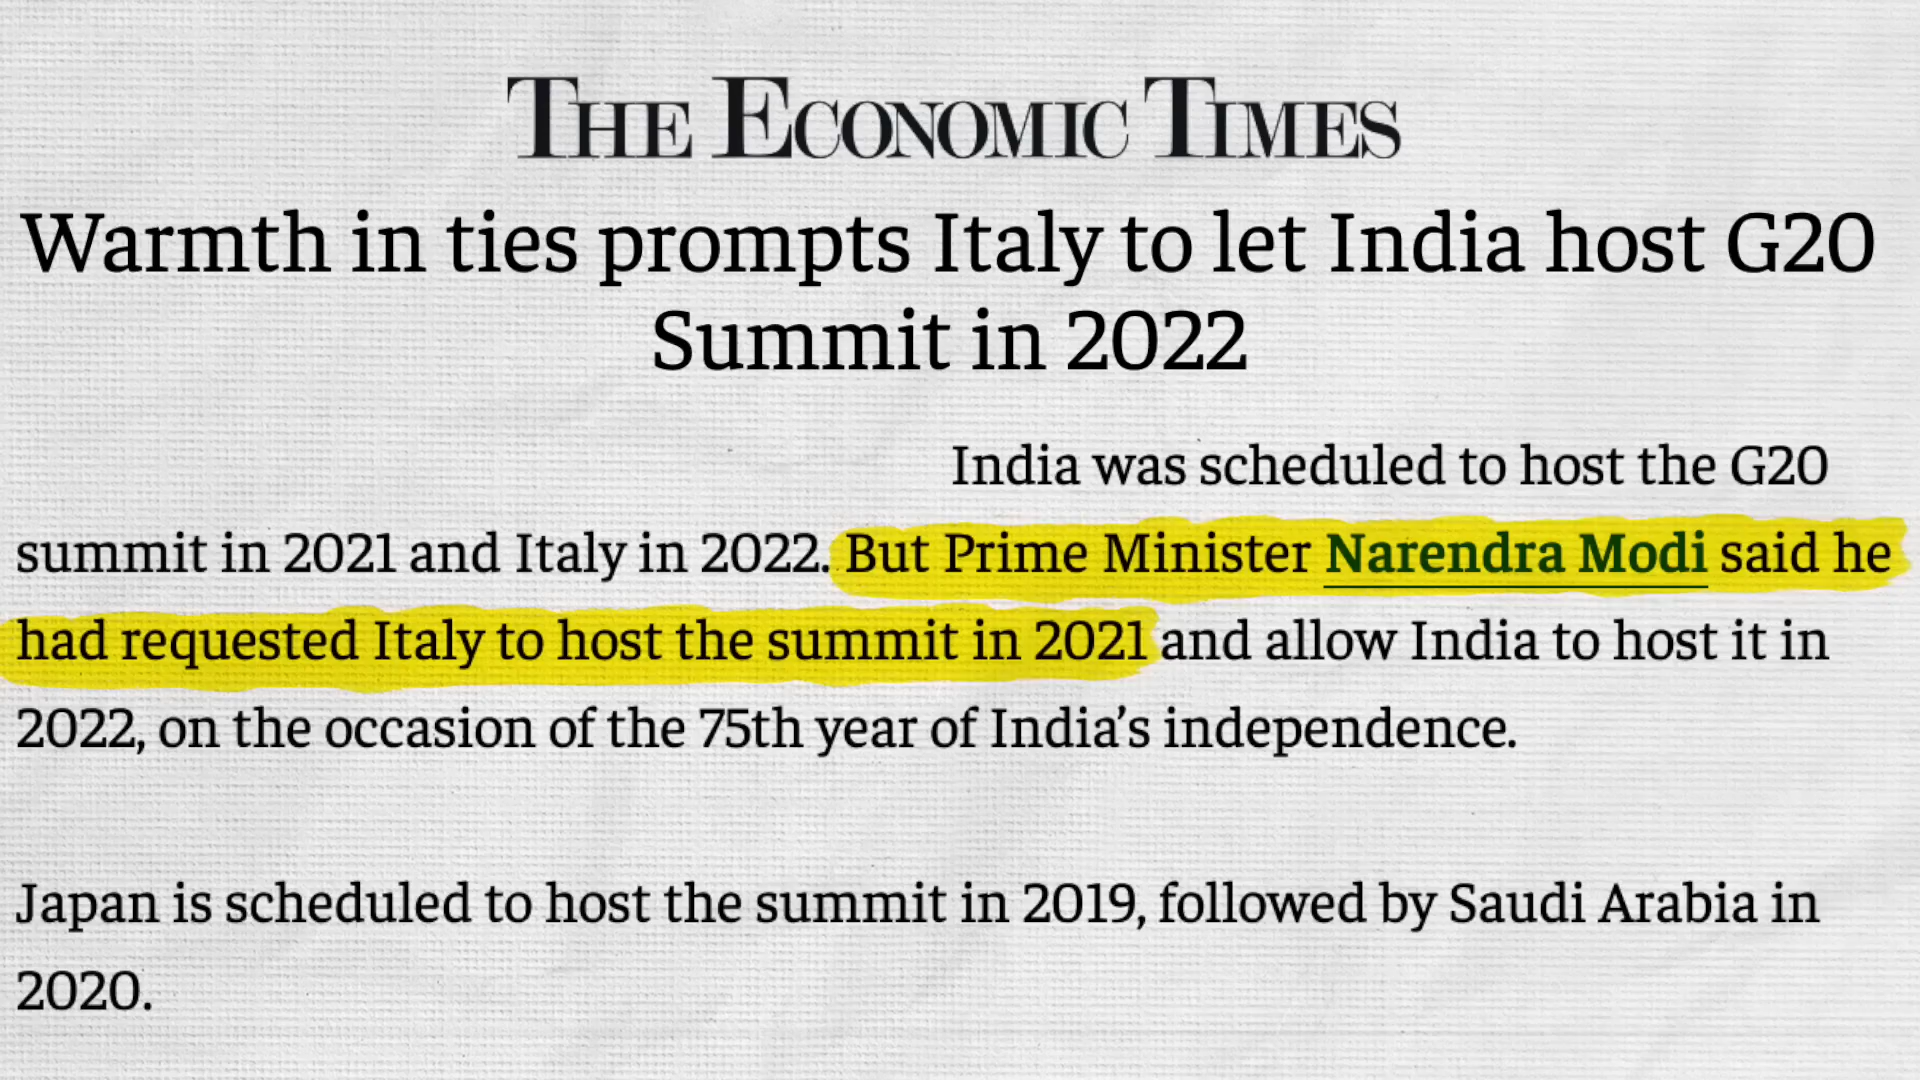 THE ECONOMIC TIMES
Warmth in ties prompts Italy to let India host G20
Summit in 2022
India was scheduled to host the G20
summit in 2021 and Italy in 2022. But Prime Minister Narendra Modi said he
had requested Italy to host the summit in 2021 and allow India to host it in
2022, on the occasion of the 75th year of India’s independence.
Japan is scheduled to host the summit in 2019, followed by Saudi Arabia in
2020.